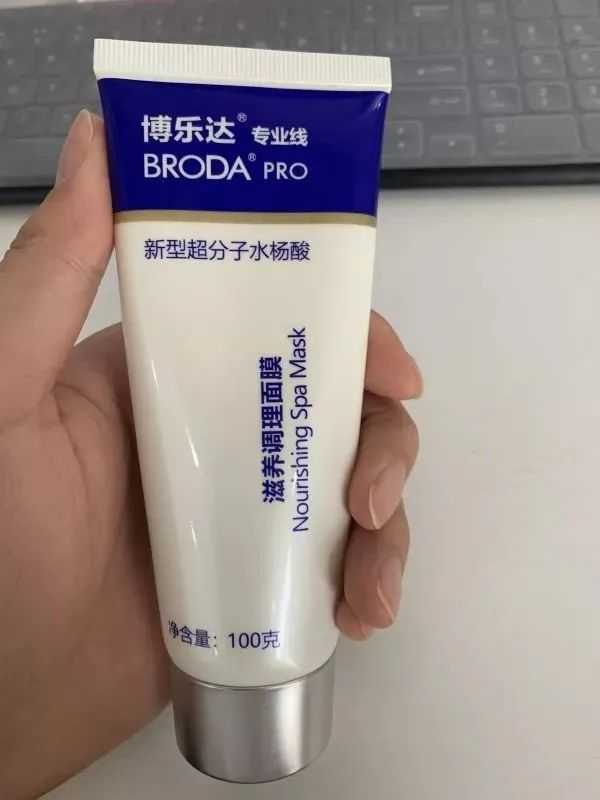 博乐达® 专业线
BRODA® PRO
新型超分子水杨酸
滋养调理面膜
Nourishing Spa Mask
净含量：100克